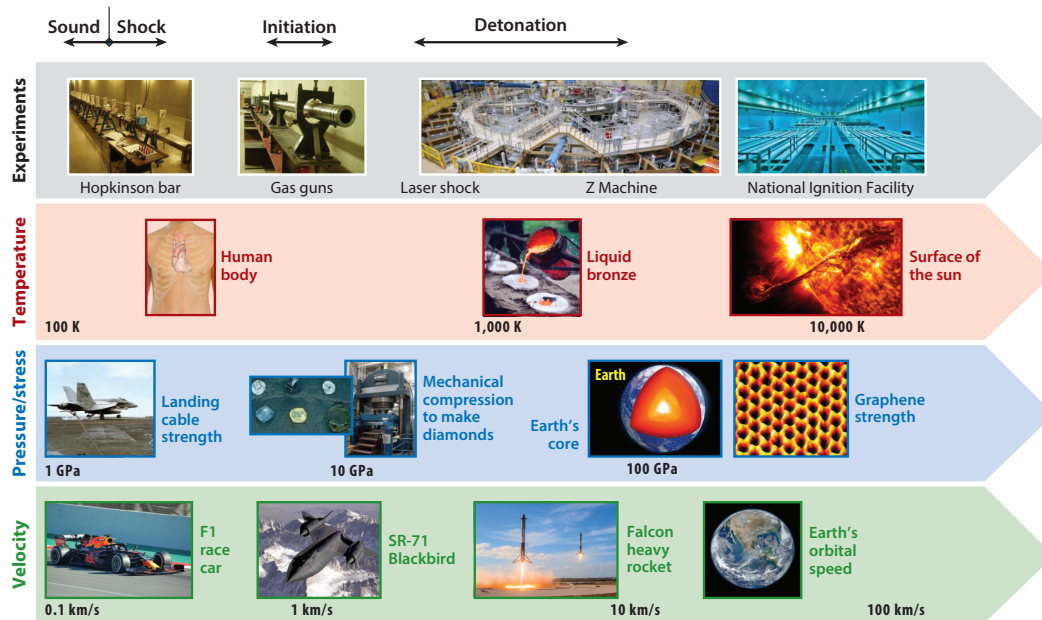 Sound Shock Initiation Detonation
Experiments
Hopkinson bar Gas guns Laser shock Z Machine National Ignition Facility
Temperature
Human
body
Liquid
bronze
Surface of
the sun
100 K 1,000 K 10,000 K
Pressure/stress
Landing
cable
strength
Mechanical
compression
to make
diamonds
Earth
Earth's
core
Graphene
strength
1 GPa 10 GPa 100 GPa
Velocity
F1
race
car
SR-71
Blackbird
Falcon
heavy
rocket
Earth's
orbital
speed
0.1 km/s 1 km/s 10 km/s 100 km/s